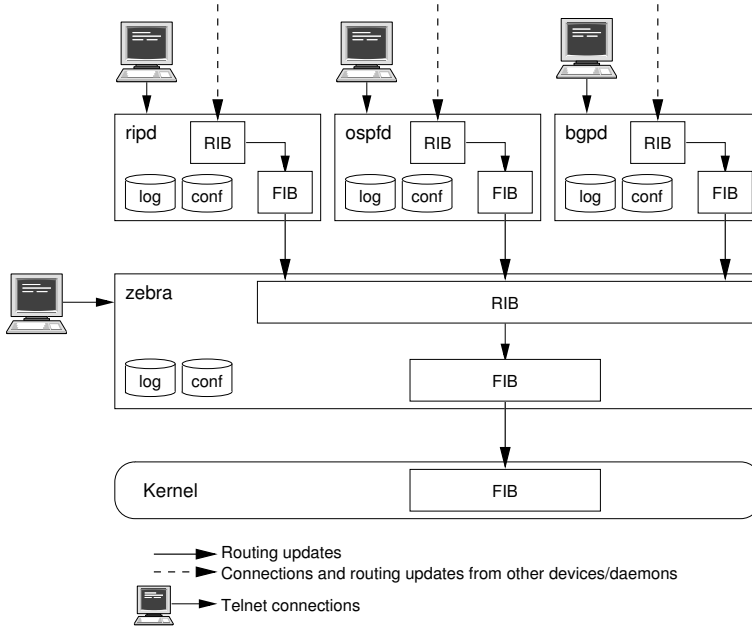 ripd
RIB
log
conf
FIB
ospfd
RIB
log
conf
FIB
bgpd
RIB
log
conf
FIB
zebra
RIB
log
conf
FIB
Kernel
FIB
Routing updates
Connections and routing updates from other devices/daemons
Telnet connections